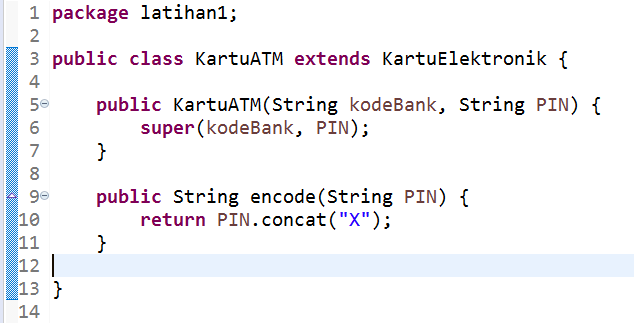 1 package latihan1;
2
3 public class KartuATM extends KartuElektronik {
4
5 public KartuATM(String kodeBank, String PIN) {
6 super(kodeBank, PIN);
7 }
8
9 public String encode(String PIN) {
10 return PIN.concat("X");
11 }
12
13 }
14